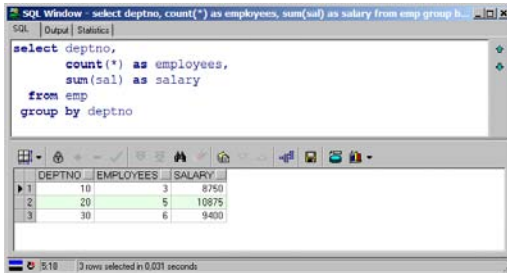 SQL Window - select deptno, count(*) as employees, sum(sal) as salary from emp group b...
SQL Output Statistics
select deptno,
count(*) as employees,
sum(sal) as salary
from emp
group by deptno
DEPTNO EMPLOYEES SALARY
1 10 3 8750
2 20 5 10875
3 30 6 9400
5:18 3 rows selected in 0.031 seconds